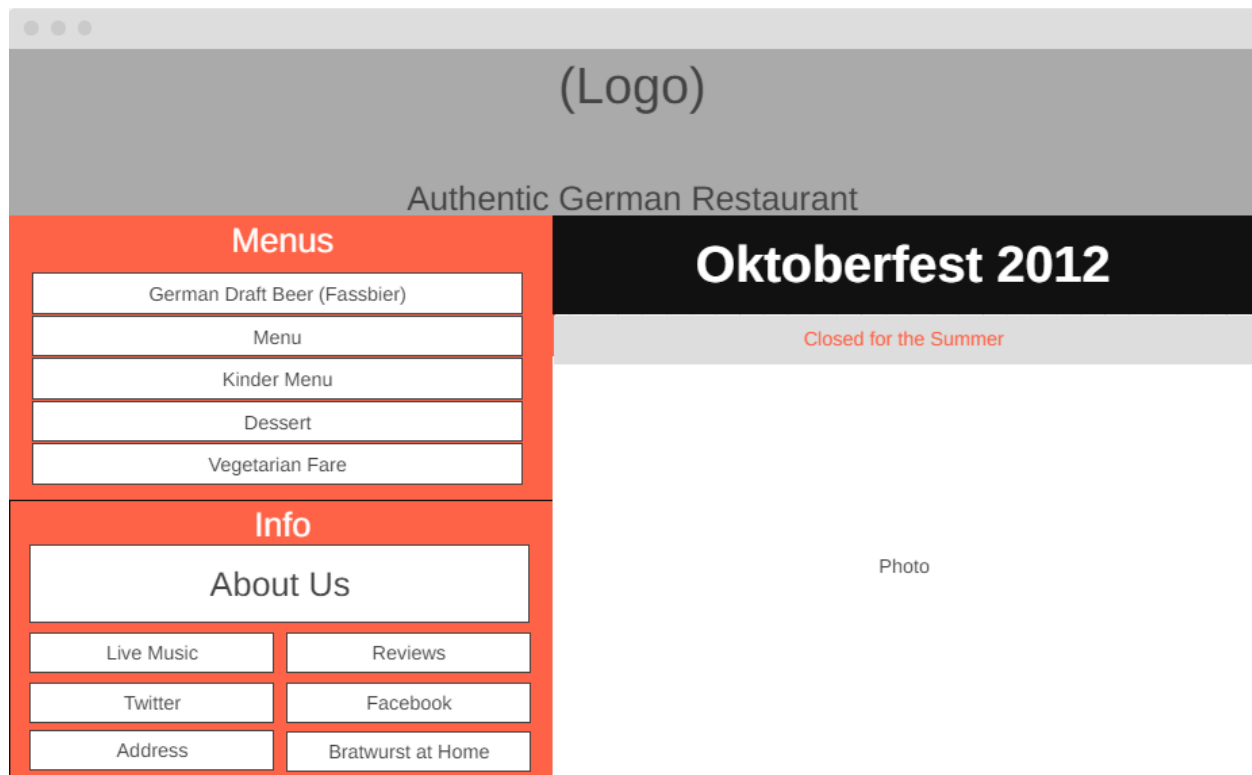 (Logo)
Authentic German Restaurant
Menus
German Draft Beer (Fassbier)
Menu
Kinder Menu
Dessert
Vegetarian Fare
Info
About Us
Live Music
Reviews
Twitter
Facebook
Address
Bratwurst at Home
Oktoberfest 2012
Closed for the Summer
Photo